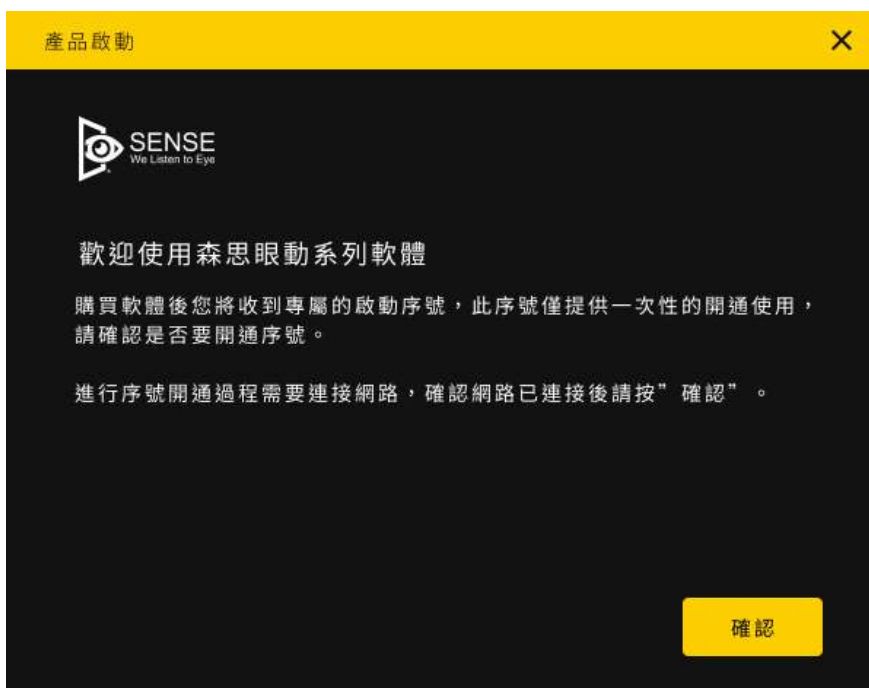 產品啟動
SENSE
We Listen to Eye
歡迎使用森思眼動系列軟體
購買軟體後您將收到專屬的啟動序號，此序號僅提供一次性的開通使用，
請確認是否要開通序號。
進行序號開通過程需要連接網路，確認網路已連接後請按”確認”。
確認